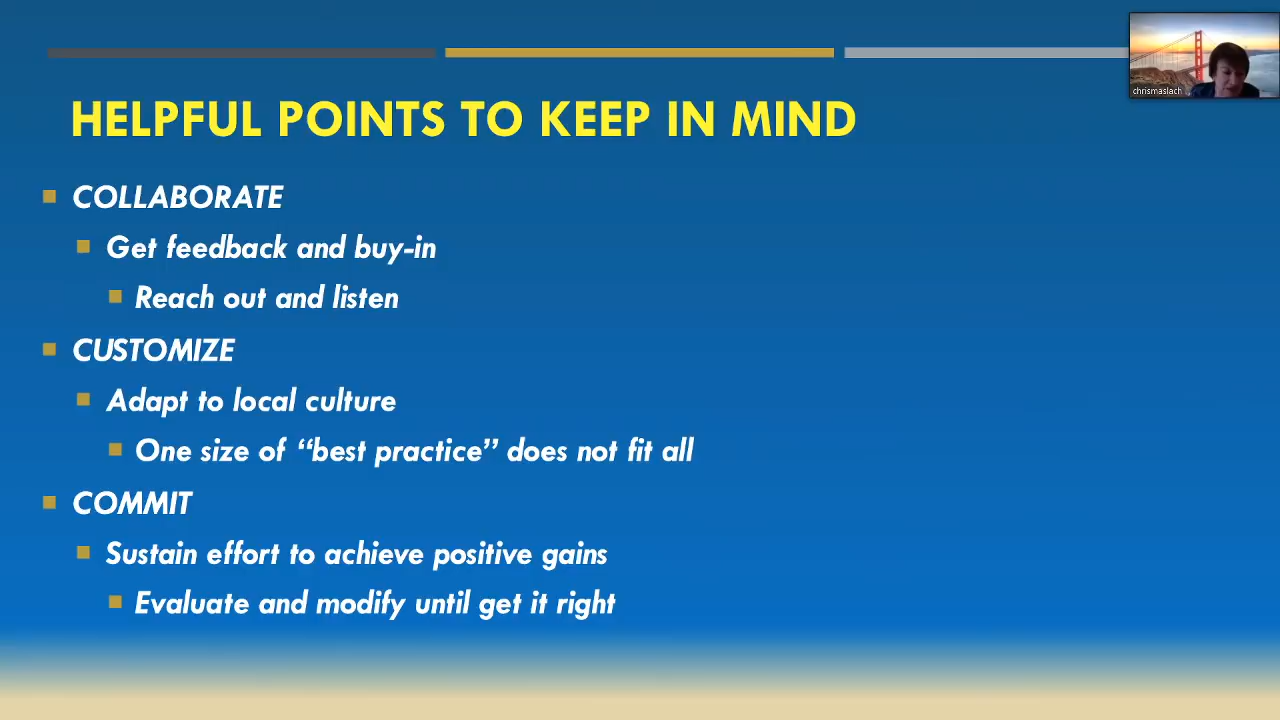 chrismaslach
HELPFUL POINTS TO KEEP IN MIND
COLLABORATE
Get feedback and buy-in
Reach out and listen
CUSTOMIZE
Adapt to local culture
One size of “best practice” does not fit all
COMMIT
Sustain effort to achieve positive gains
Evaluate and modify until get it right